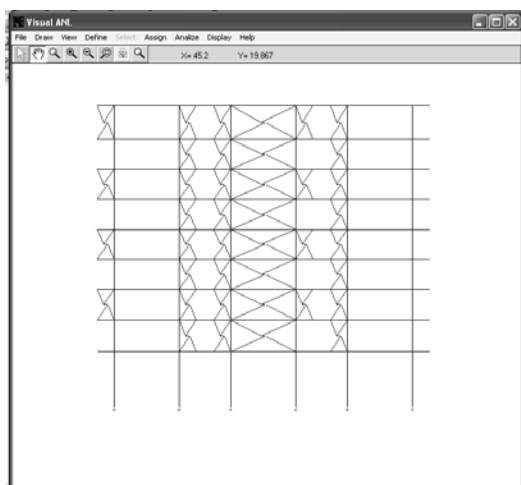 Visual ANL
File Draw View Define Select Assign Analize Display Help
X= 45.2 Y= 19.867